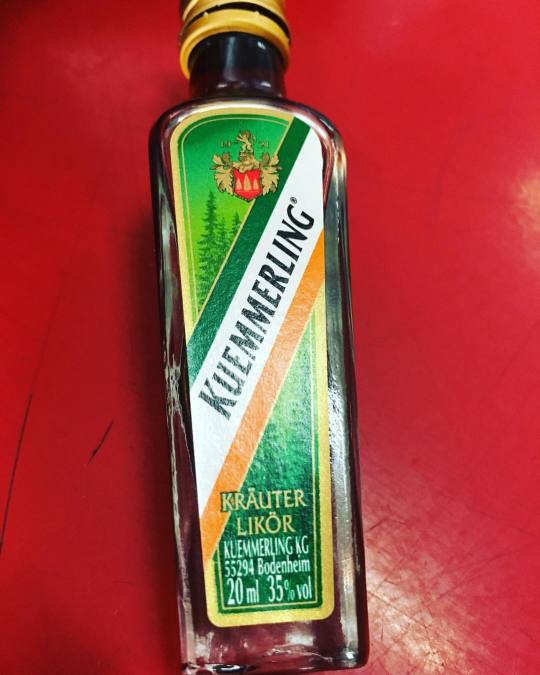 KUEMMERLING®
KRÄUTER
LIKÖR
KUEMMERLING KG
55294 Bodenheim
20 ml 35% vol